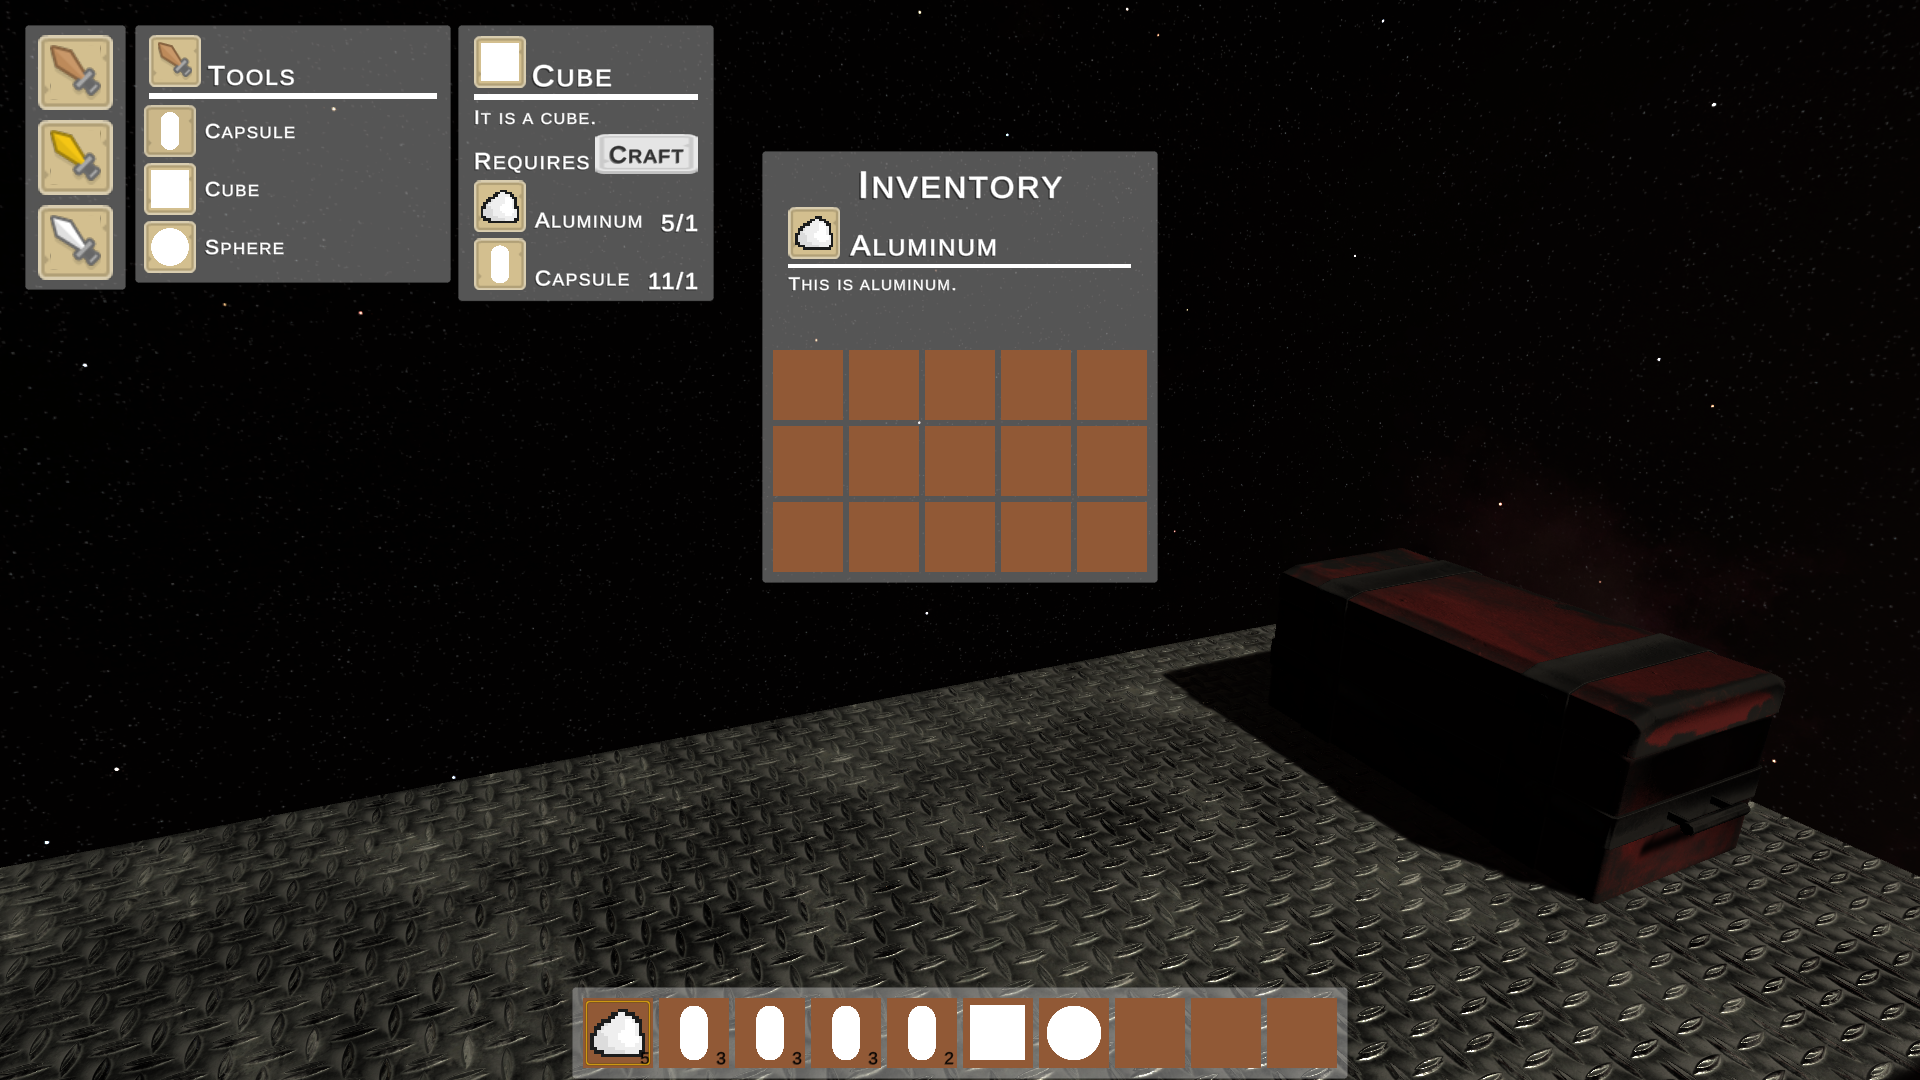 Tools
Capsule
Cube
Sphere
Cube
It is a cube.
Requires Craft
Aluminum 5/1
Capsule 11/1
Inventory
Aluminum
This is aluminum.
5 3 3 3 2